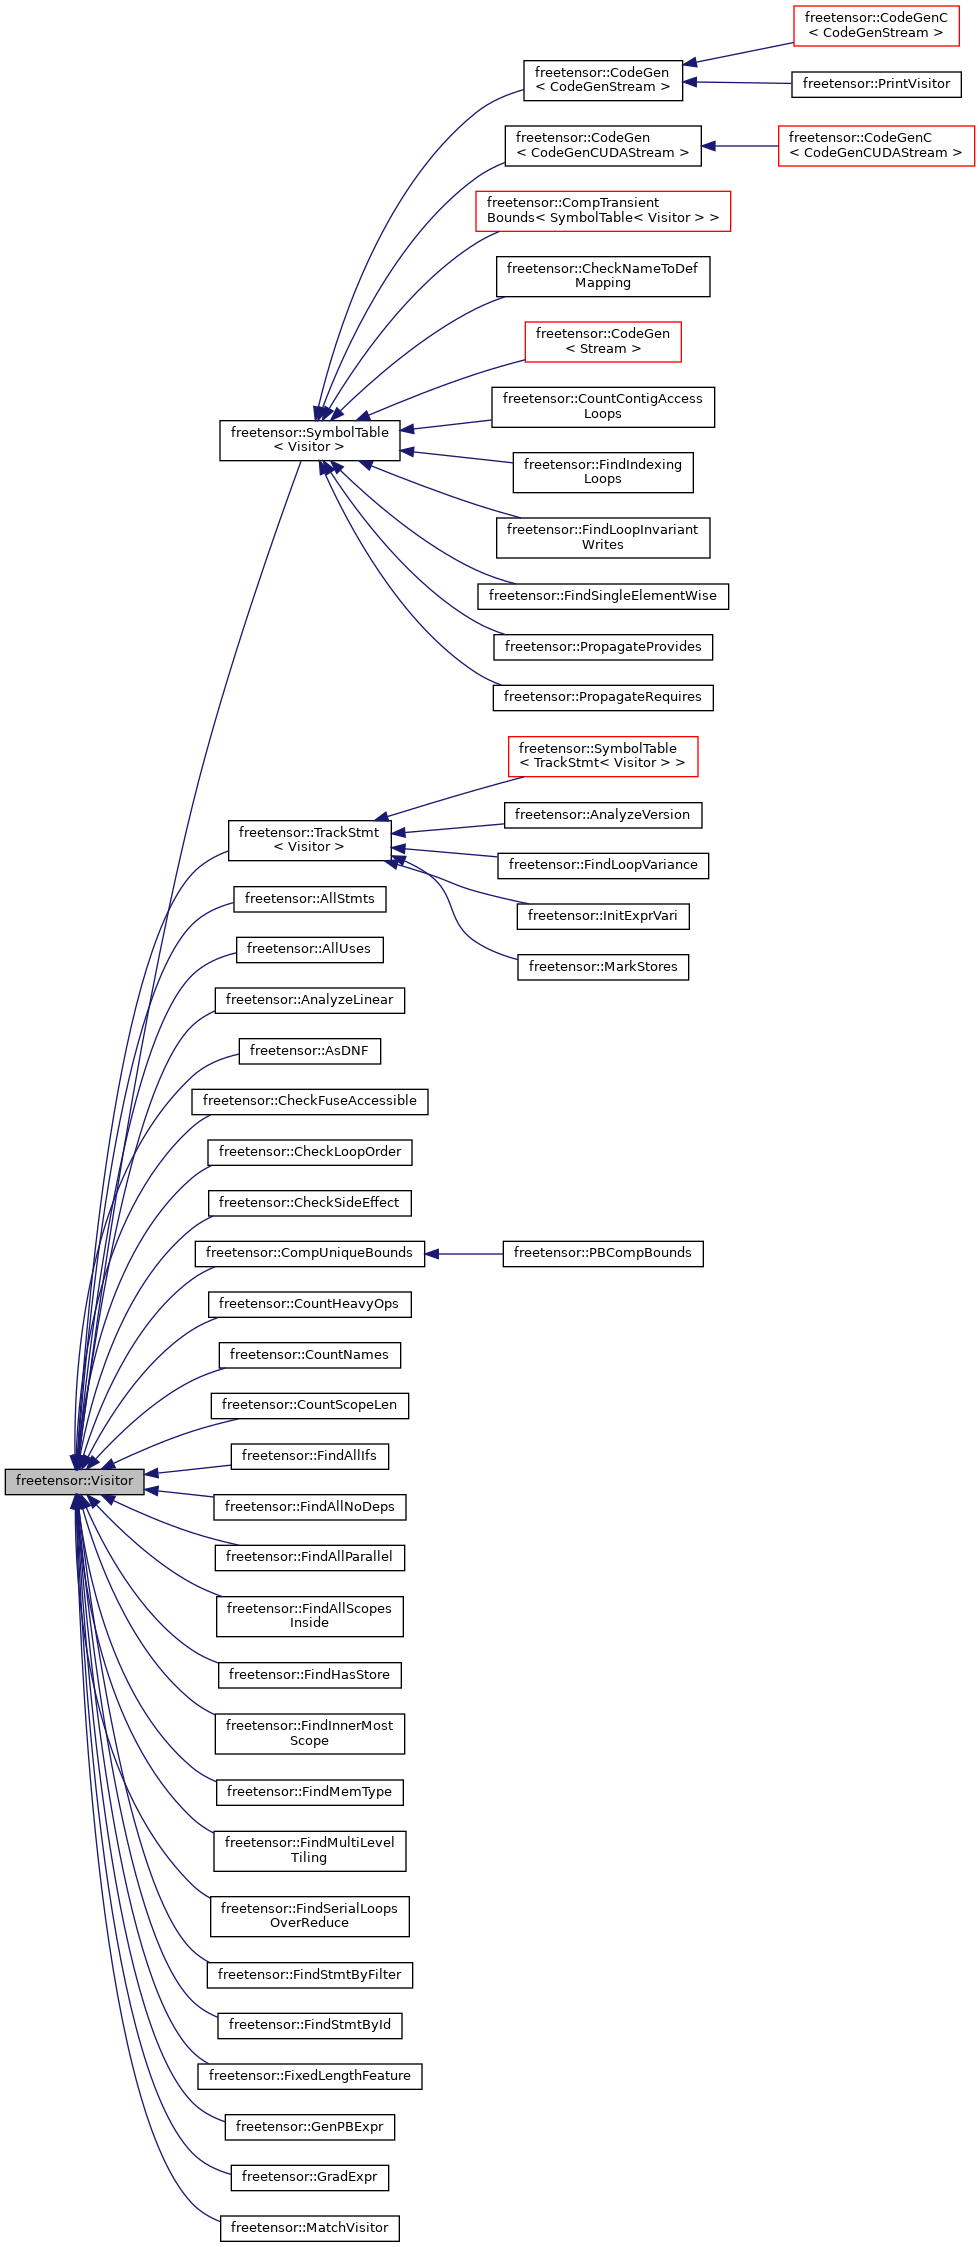 freetensor::CodeGenC
< CodeGenStream >
freetensor::CodeGen
< CodeGenStream >
freetensor::PrintVisitor
freetensor::CodeGen
< CodeGenCUDAStream >
freetensor::CodeGenC
< CodeGenCUDAStream >
freetensor::CompTransient
Bounds< SymbolTable< Visitor > >
freetensor::CheckNameToDef
Mapping
freetensor::CodeGen
< Stream >
freetensor::CountContigAccess
Loops
freetensor::SymbolTable
< Visitor >
freetensor::FindIndexing
Loops
freetensor::FindLoopInvariant
Writes
freetensor::FindSingleElementWise
freetensor::PropagateProvides
freetensor::PropagateRequires
freetensor::SymbolTable
< TrackStmt< Visitor > >
freetensor::AnalyzeVersion
freetensor::TrackStmt
< Visitor >
freetensor::FindLoopVariance
freetensor::InitExprVari
freetensor::MarkStores
freetensor::AllStmts
freetensor::AllUses
freetensor::AnalyzeLinear
freetensor::AsDNF
freetensor::CheckFuseAccessible
freetensor::CheckLoopOrder
freetensor::CheckSideEffect
freetensor::CompUniqueBounds
freetensor::PBCompBounds
freetensor::CountHeavyOps
freetensor::CountNames
freetensor::CountScopeLen
freetensor::FindAllIfs
freetensor::Visitor
freetensor::FindAllNoDeps
freetensor::FindAllParallel
freetensor::FindAllScopes
Inside
freetensor::FindHasStore
freetensor::FindInnerMost
Scope
freetensor::FindMemType
freetensor::FindMultiLevel
Tiling
freetensor::FindSerialLoops
OverReduce
freetensor::FindStmtByFilter
freetensor::FindStmtById
freetensor::FixedLengthFeature
freetensor::GenPBExpr
freetensor::GradExpr
freetensor::MatchVisitor